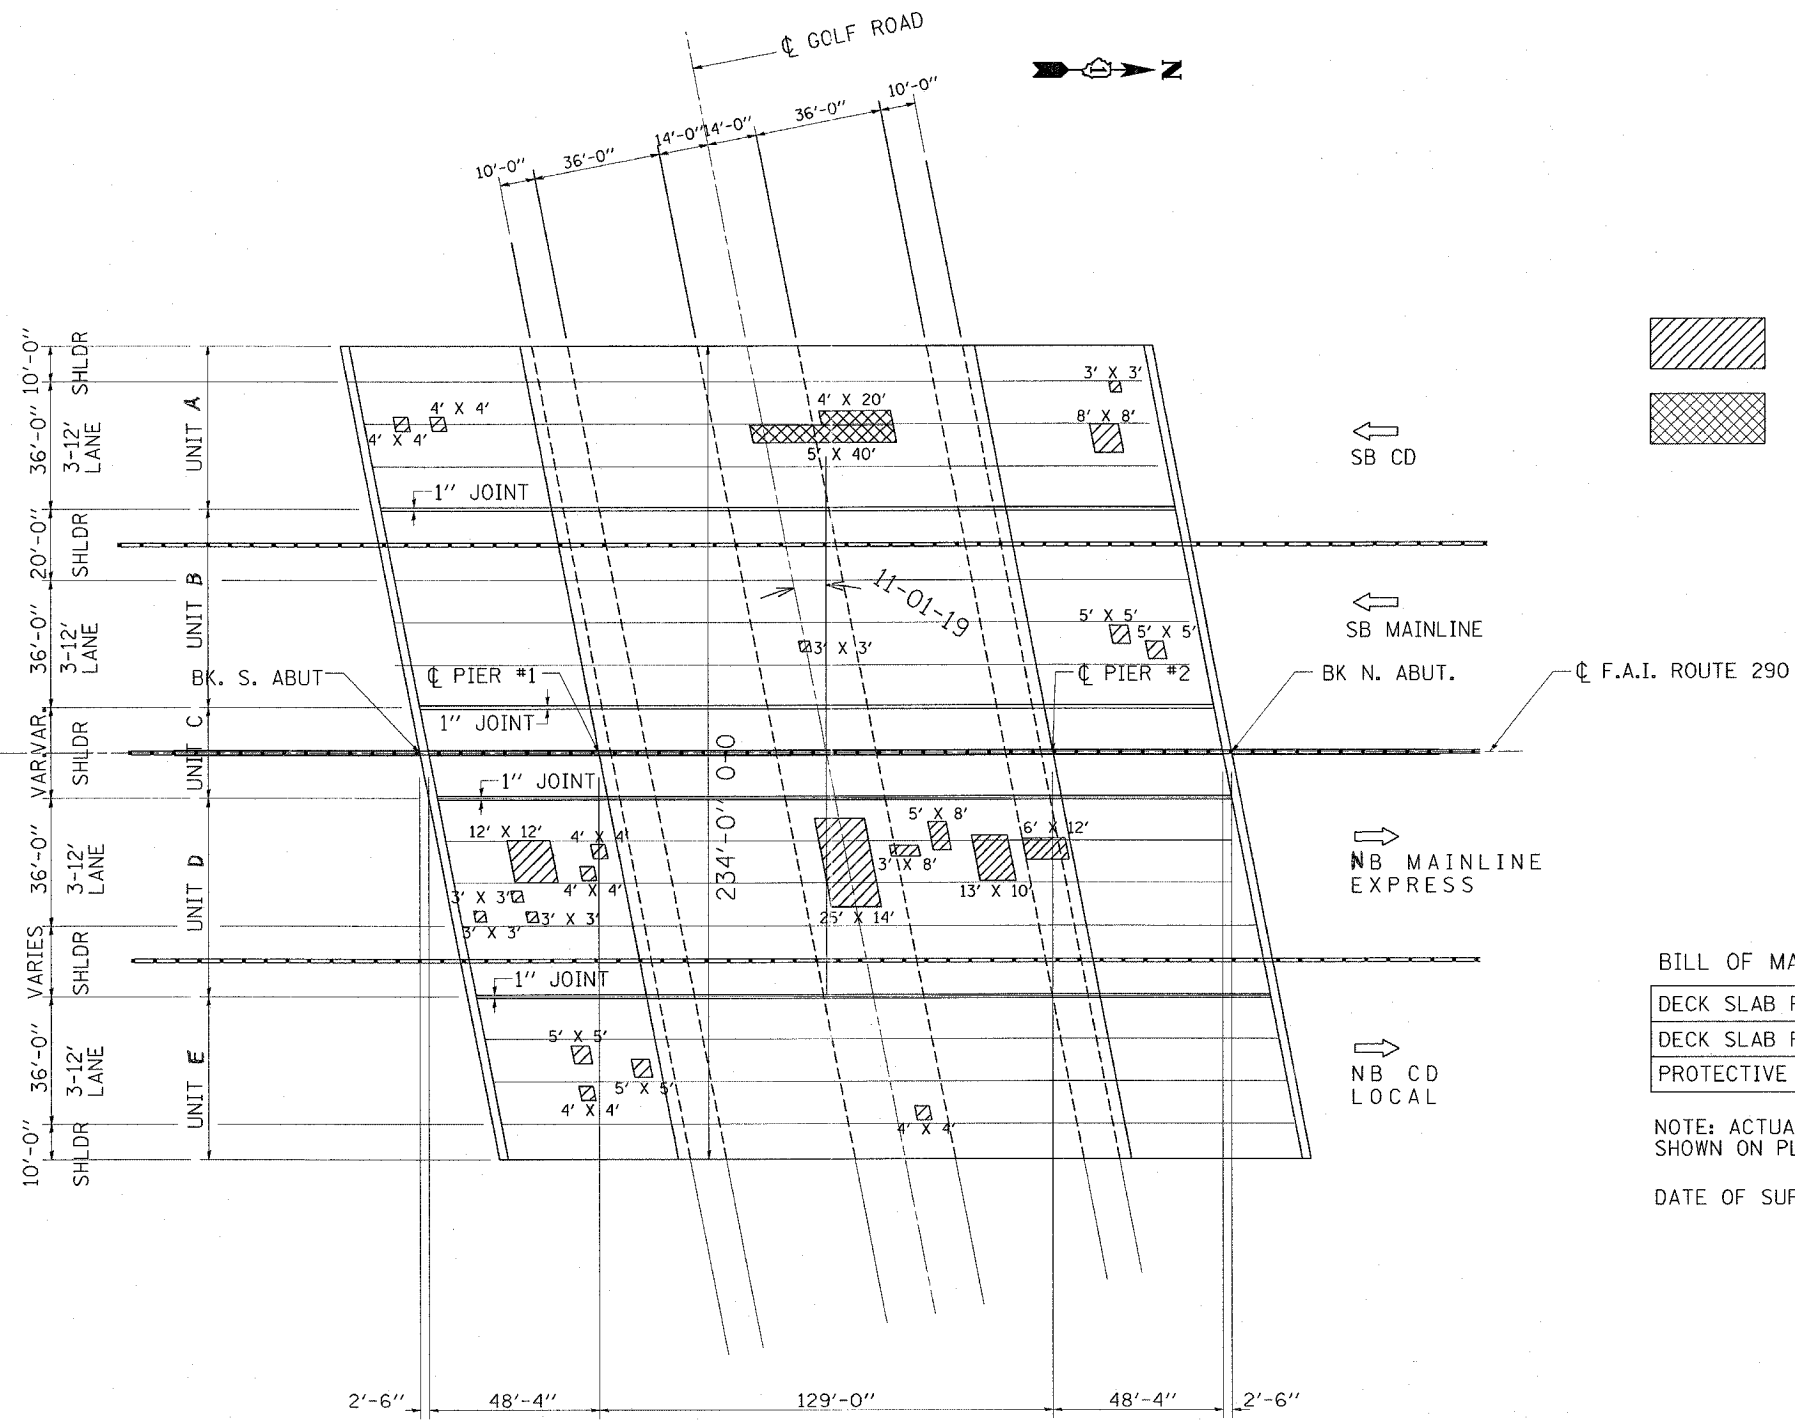 ℄ GOLF ROAD
N
10'-0"
36'-0"
14'-0"
14'-0"
36'-0"
10'-0"
10'-0"
SHLDR
36'-0"
3-12'
LANE
UNIT A
20'-0"
SHLDR
36'-0"
3-12'
LANE
UNIT B
VAR.
VAR.
SHLDR
UNIT C
36'-0"
3-12'
LANE
UNIT D
VARIES
SHLDR
36'-0"
3-12'
LANE
UNIT E
10'-0"
SHLDR
4' X 4'
4' X 4'
4' X 20'
5' X 40'
3' X 3'
8' X 8'
1" JOINT
SB CD
11-01-19
3' X 3'
5' X 5'
5' X 5'
SB MAINLINE
BK. S. ABUT
℄ PIER #1
℄ PIER #2
BK N. ABUT.
℄ F.A.I. ROUTE 290
1" JOINT
234'-0" O-O
1" JOINT
12' X 12'
4' X 4'
4' X 4'
3' X 3'
3' X 3'
3' X 3'
25' X 14'
3' X 8'
5' X 8'
13' X 10'
6' X 12'
NB MAINLINE
EXPRESS
1" JOINT
5' X 5'
5' X 5'
4' X 4'
4' X 4'
NB CD
LOCAL
BILL OF MA
DECK SLAB R
DECK SLAB R
PROTECTIVE
NOTE: ACTUA
SHOWN ON PL
DATE OF SUR
2'-6"
48'-4"
129'-0"
48'-4"
2'-6"